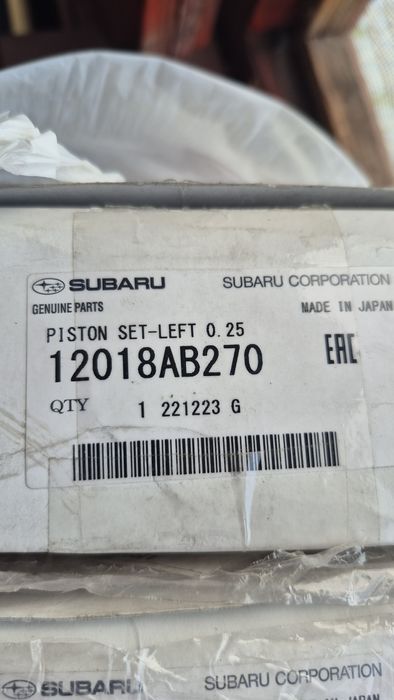 SUBARU SUBARU CORPORATION
GENUINE PARTS MADE IN JAPAN
PISTON SET-LEFT 0.25
12018AB270 EAC
QTY 1 221223 G
SUBARU SUBARU CORPORATION
JAPAN